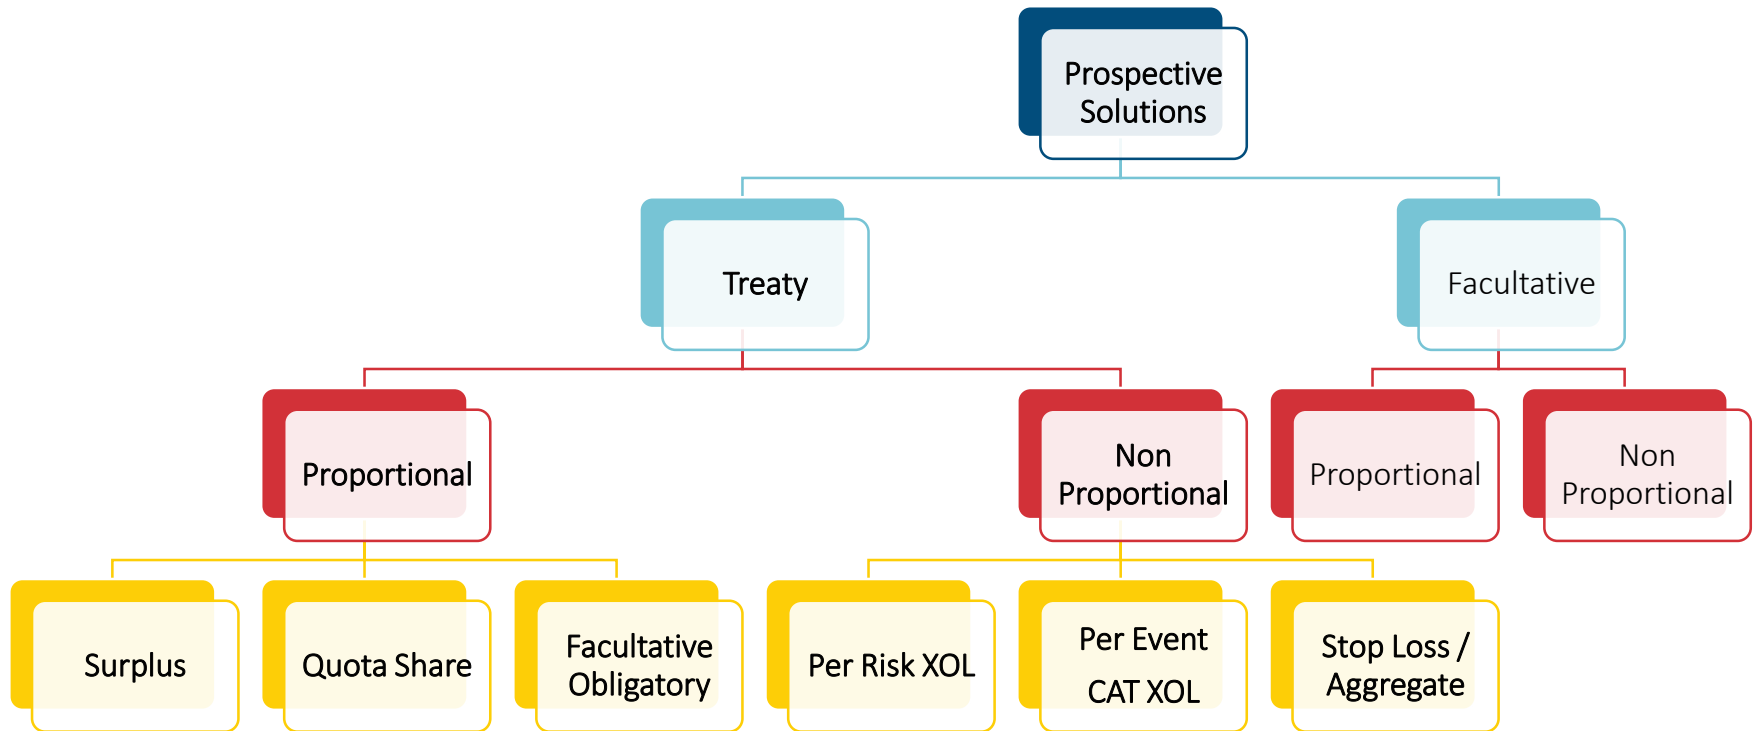 Prospective
Solutions
Treaty
Facultative
Proportional
Non
Proportional
Proportional
Non
Proportional
Surplus
Quota Share
Facultative
Obligatory
Per Risk XOL
Per Event
CAT XOL
Stop Loss /
Aggregate